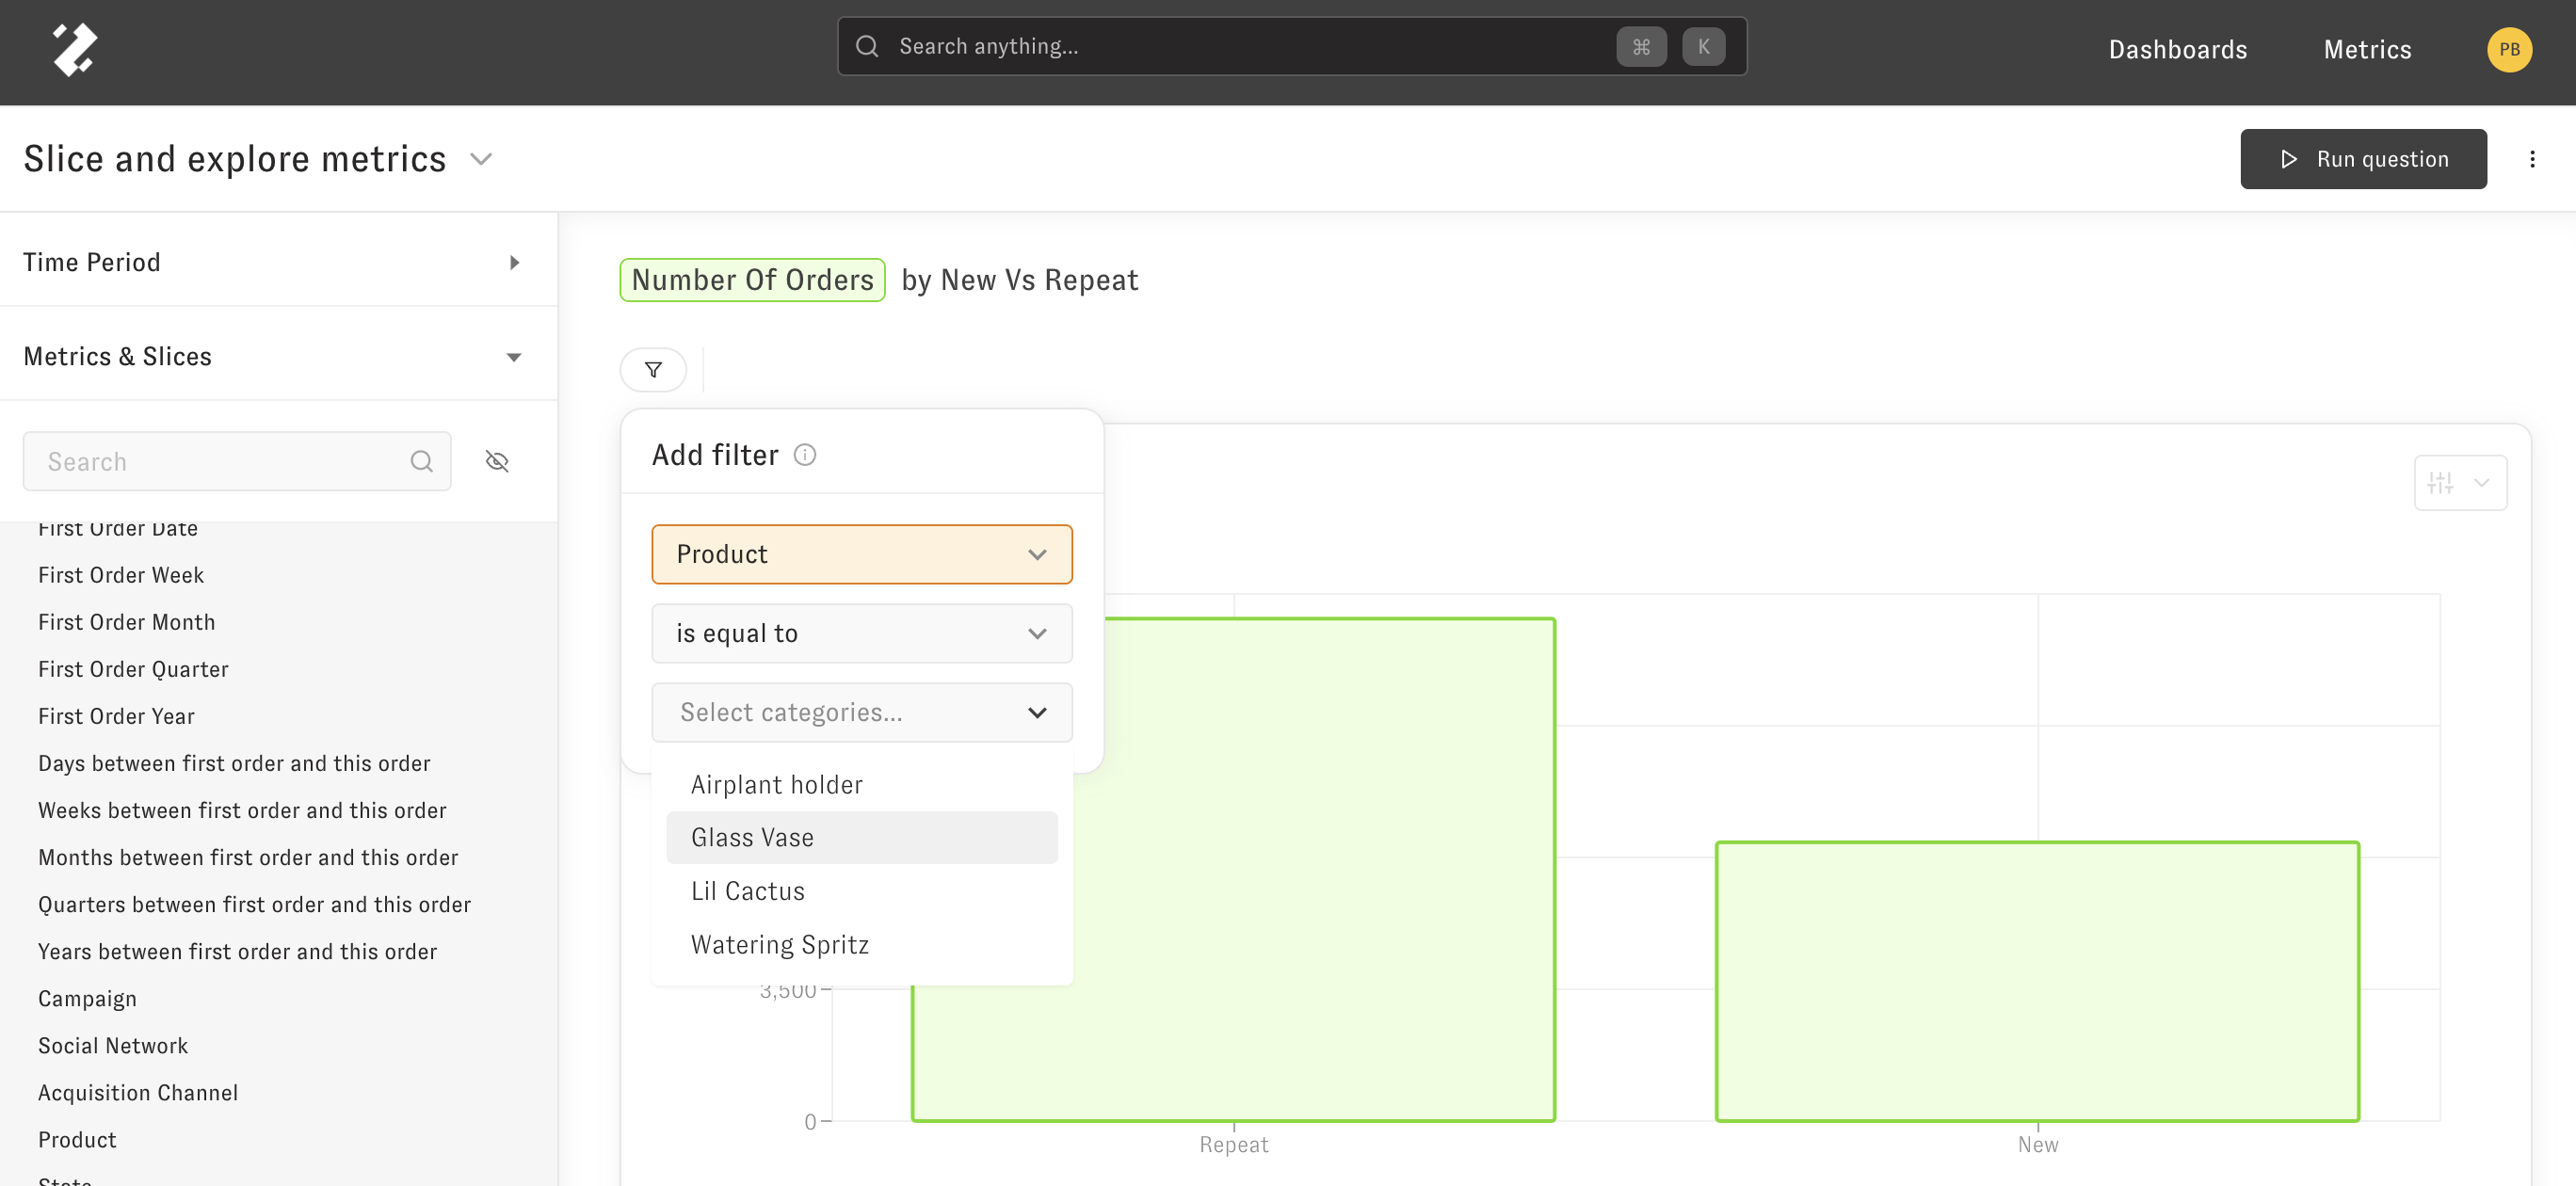 Search anything...
⌘ K
Dashboards
Metrics
PB
Slice and explore metrics
Run question
Time Period
Metrics & Slices
Search
First Order Date
First Order Week
First Order Month
First Order Quarter
First Order Year
Days between first order and this order
Weeks between first order and this order
Months between first order and this order
Quarters between first order and this order
Years between first order and this order
Campaign
Social Network
Acquisition Channel
Product
State
Number Of Orders by New Vs Repeat
Add filter
Product
is equal to
Select categories...
Airplant holder
Glass Vase
Lil Cactus
Watering Spritz
3,500
0
Repeat
New